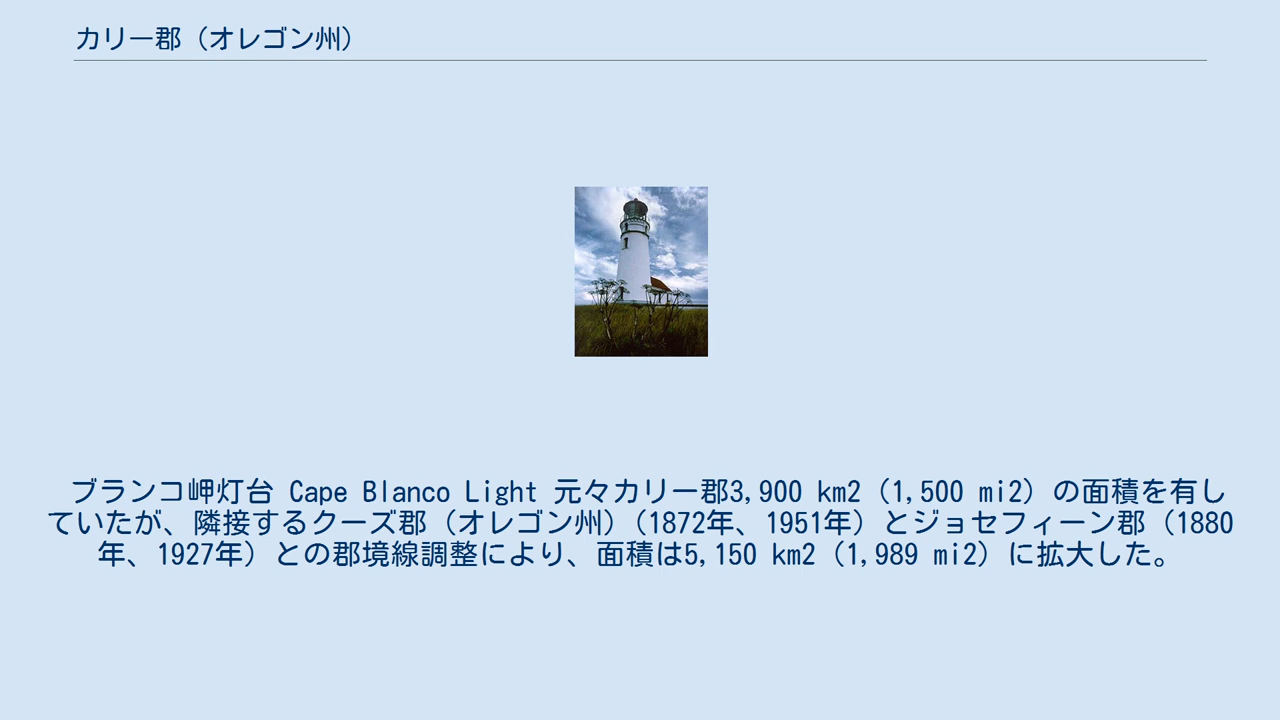 カリー郡（オレゴン州）
ブランコ岬灯台 Cape Blanco Light 元々カリー郡3,900 km2（1,500 mi2）の面積を有し
ていたが、隣接するクーズ郡（オレゴン州）（1872年、1951年）とジョセフィーン郡（1880
年、1927年）との郡境線調整により、面積は5,150 km2（1,989 mi2）に拡大した。